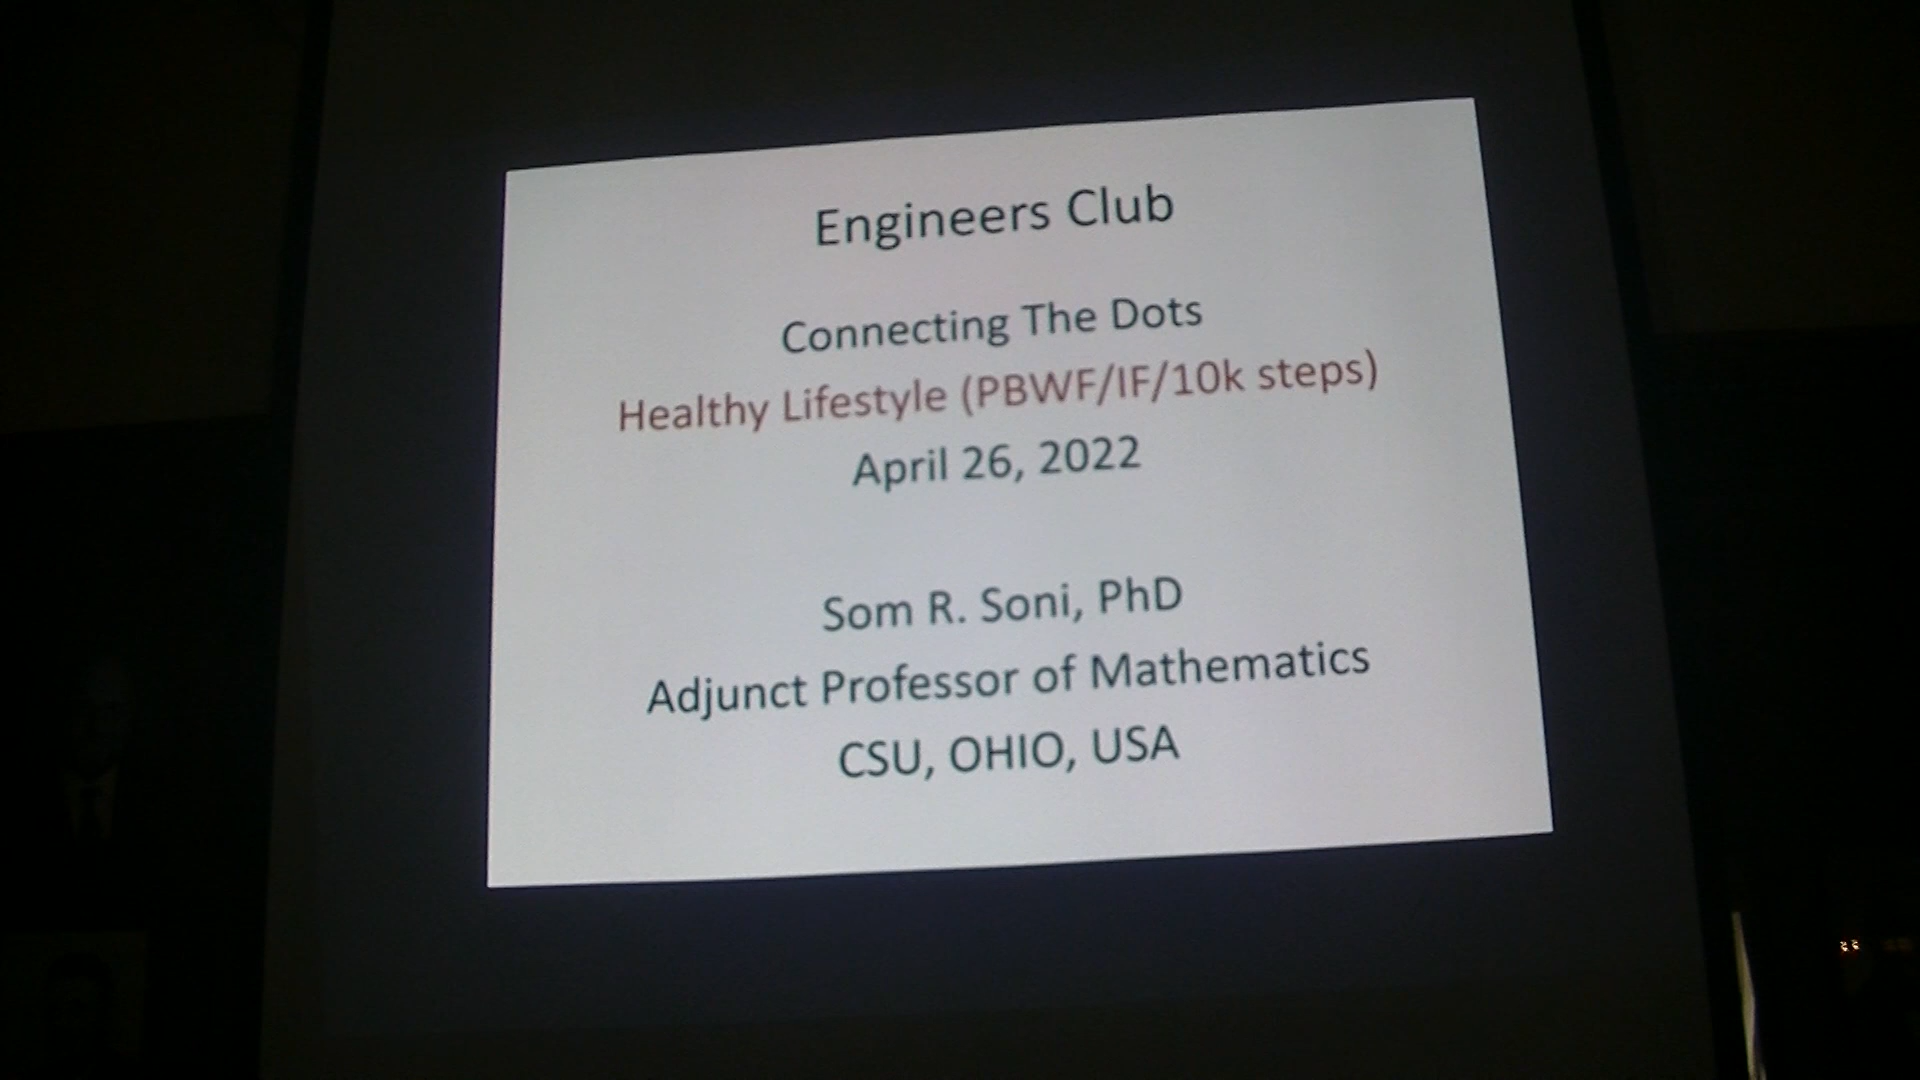 Engineers Club
Connecting The Dots
Healthy Lifestyle (PBWF/IF/10k steps)
April 26, 2022
Som R. Soni, PhD
Adjunct Professor of Mathematics
CSU, OHIO, USA